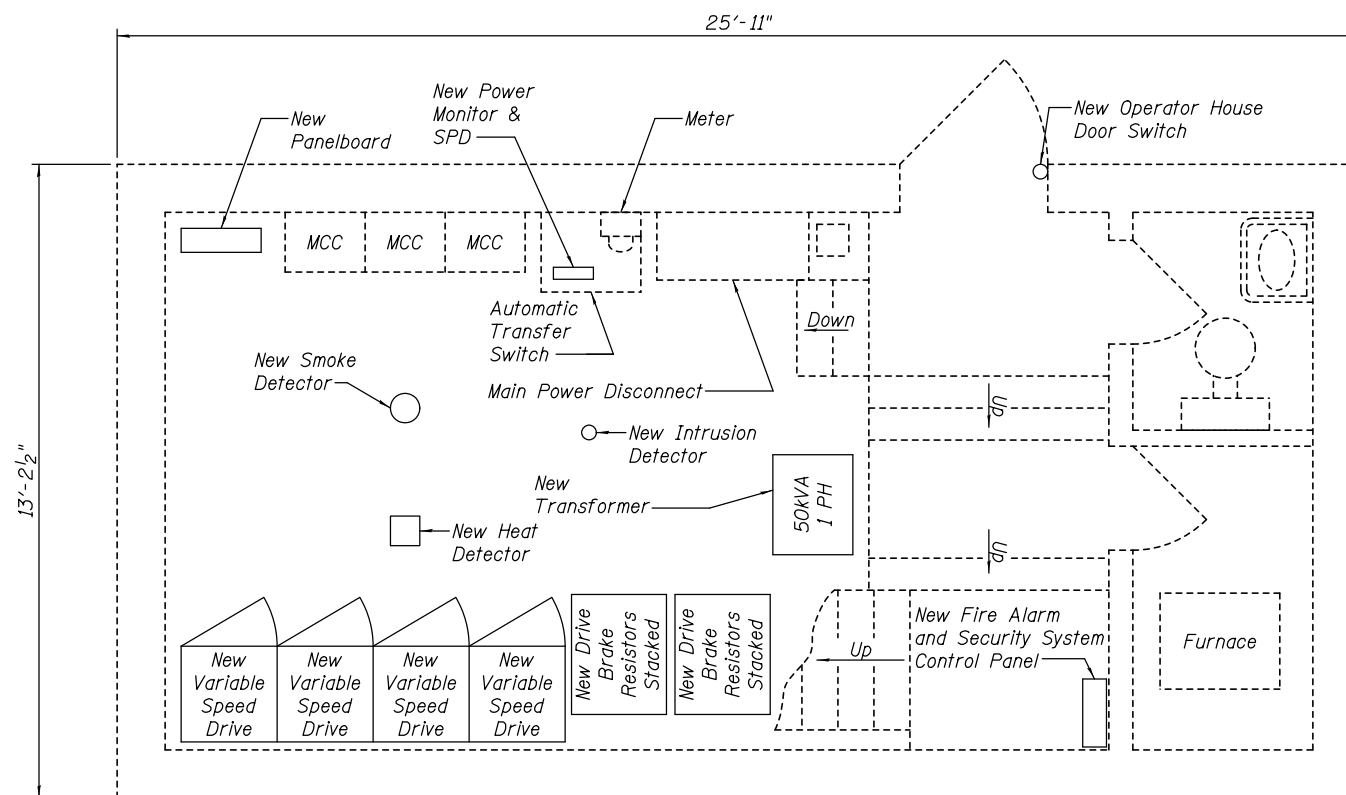 25'-11"
New Power
Monitor &
SPD
New
Panelboard
Meter
New Operator House
Door Switch
MCC
MCC
MCC
Automatic
Transfer
Switch
Down
New Smoke
Detector
Main Power Disconnect
Up
New Intrusion
Detector
13'-2½"
New
Transformer
50kVA
1 PH
New Heat
Detector
Up
New Drive
Brake
Resistors
Stacked
New Drive
Brake
Resistors
Stacked
Up
New Fire Alarm
and Security System
Control Panel
Furnace
New
Variable
Speed
Drive
New
Variable
Speed
Drive
New
Variable
Speed
Drive
New
Variable
Speed
Drive